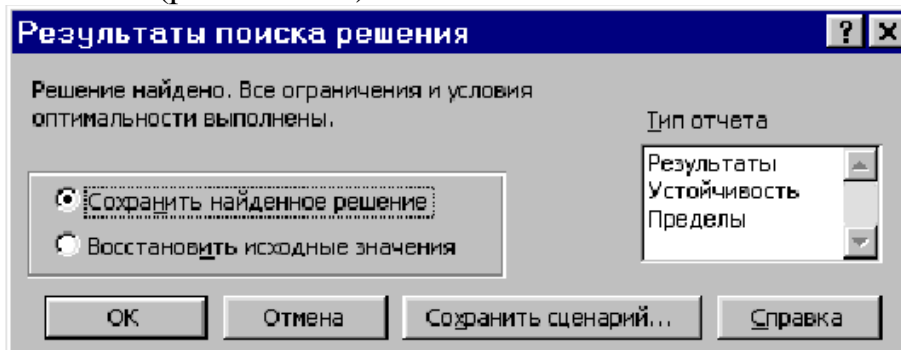 Результаты поиска решения
Решение найдено. Все ограничения и условия
оптимальности выполнены.
Тип отчета
Результаты
Устойчивость
Пределы
Сохранить найденное решение
Восстановить исходные значения
ОК
Отмена
Сохранить сценарий...
Справка